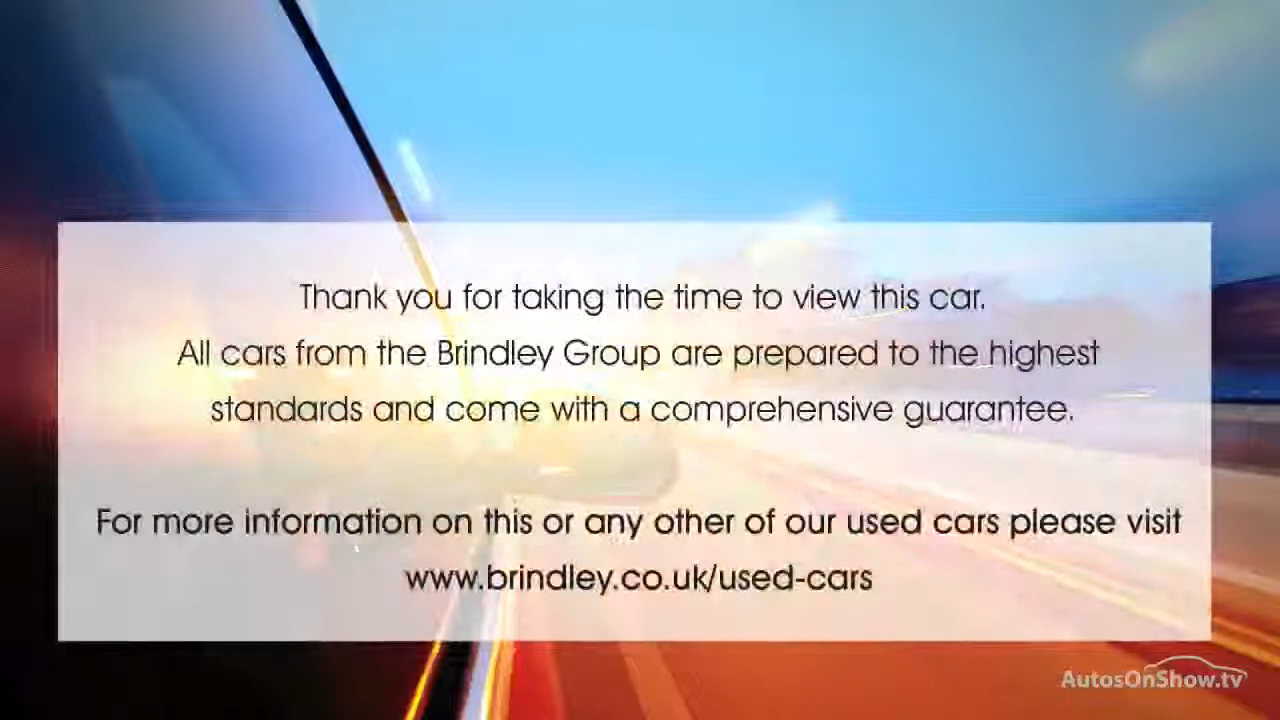 Thank you for taking the time to view this car.
All cars from the Brindley Group are prepared to the highest
standards and come with a comprehensive guarantee.
For more information on this or any other of our used cars please visit
www.brindley.co.uk/used-cars
AutosOnShow.tv